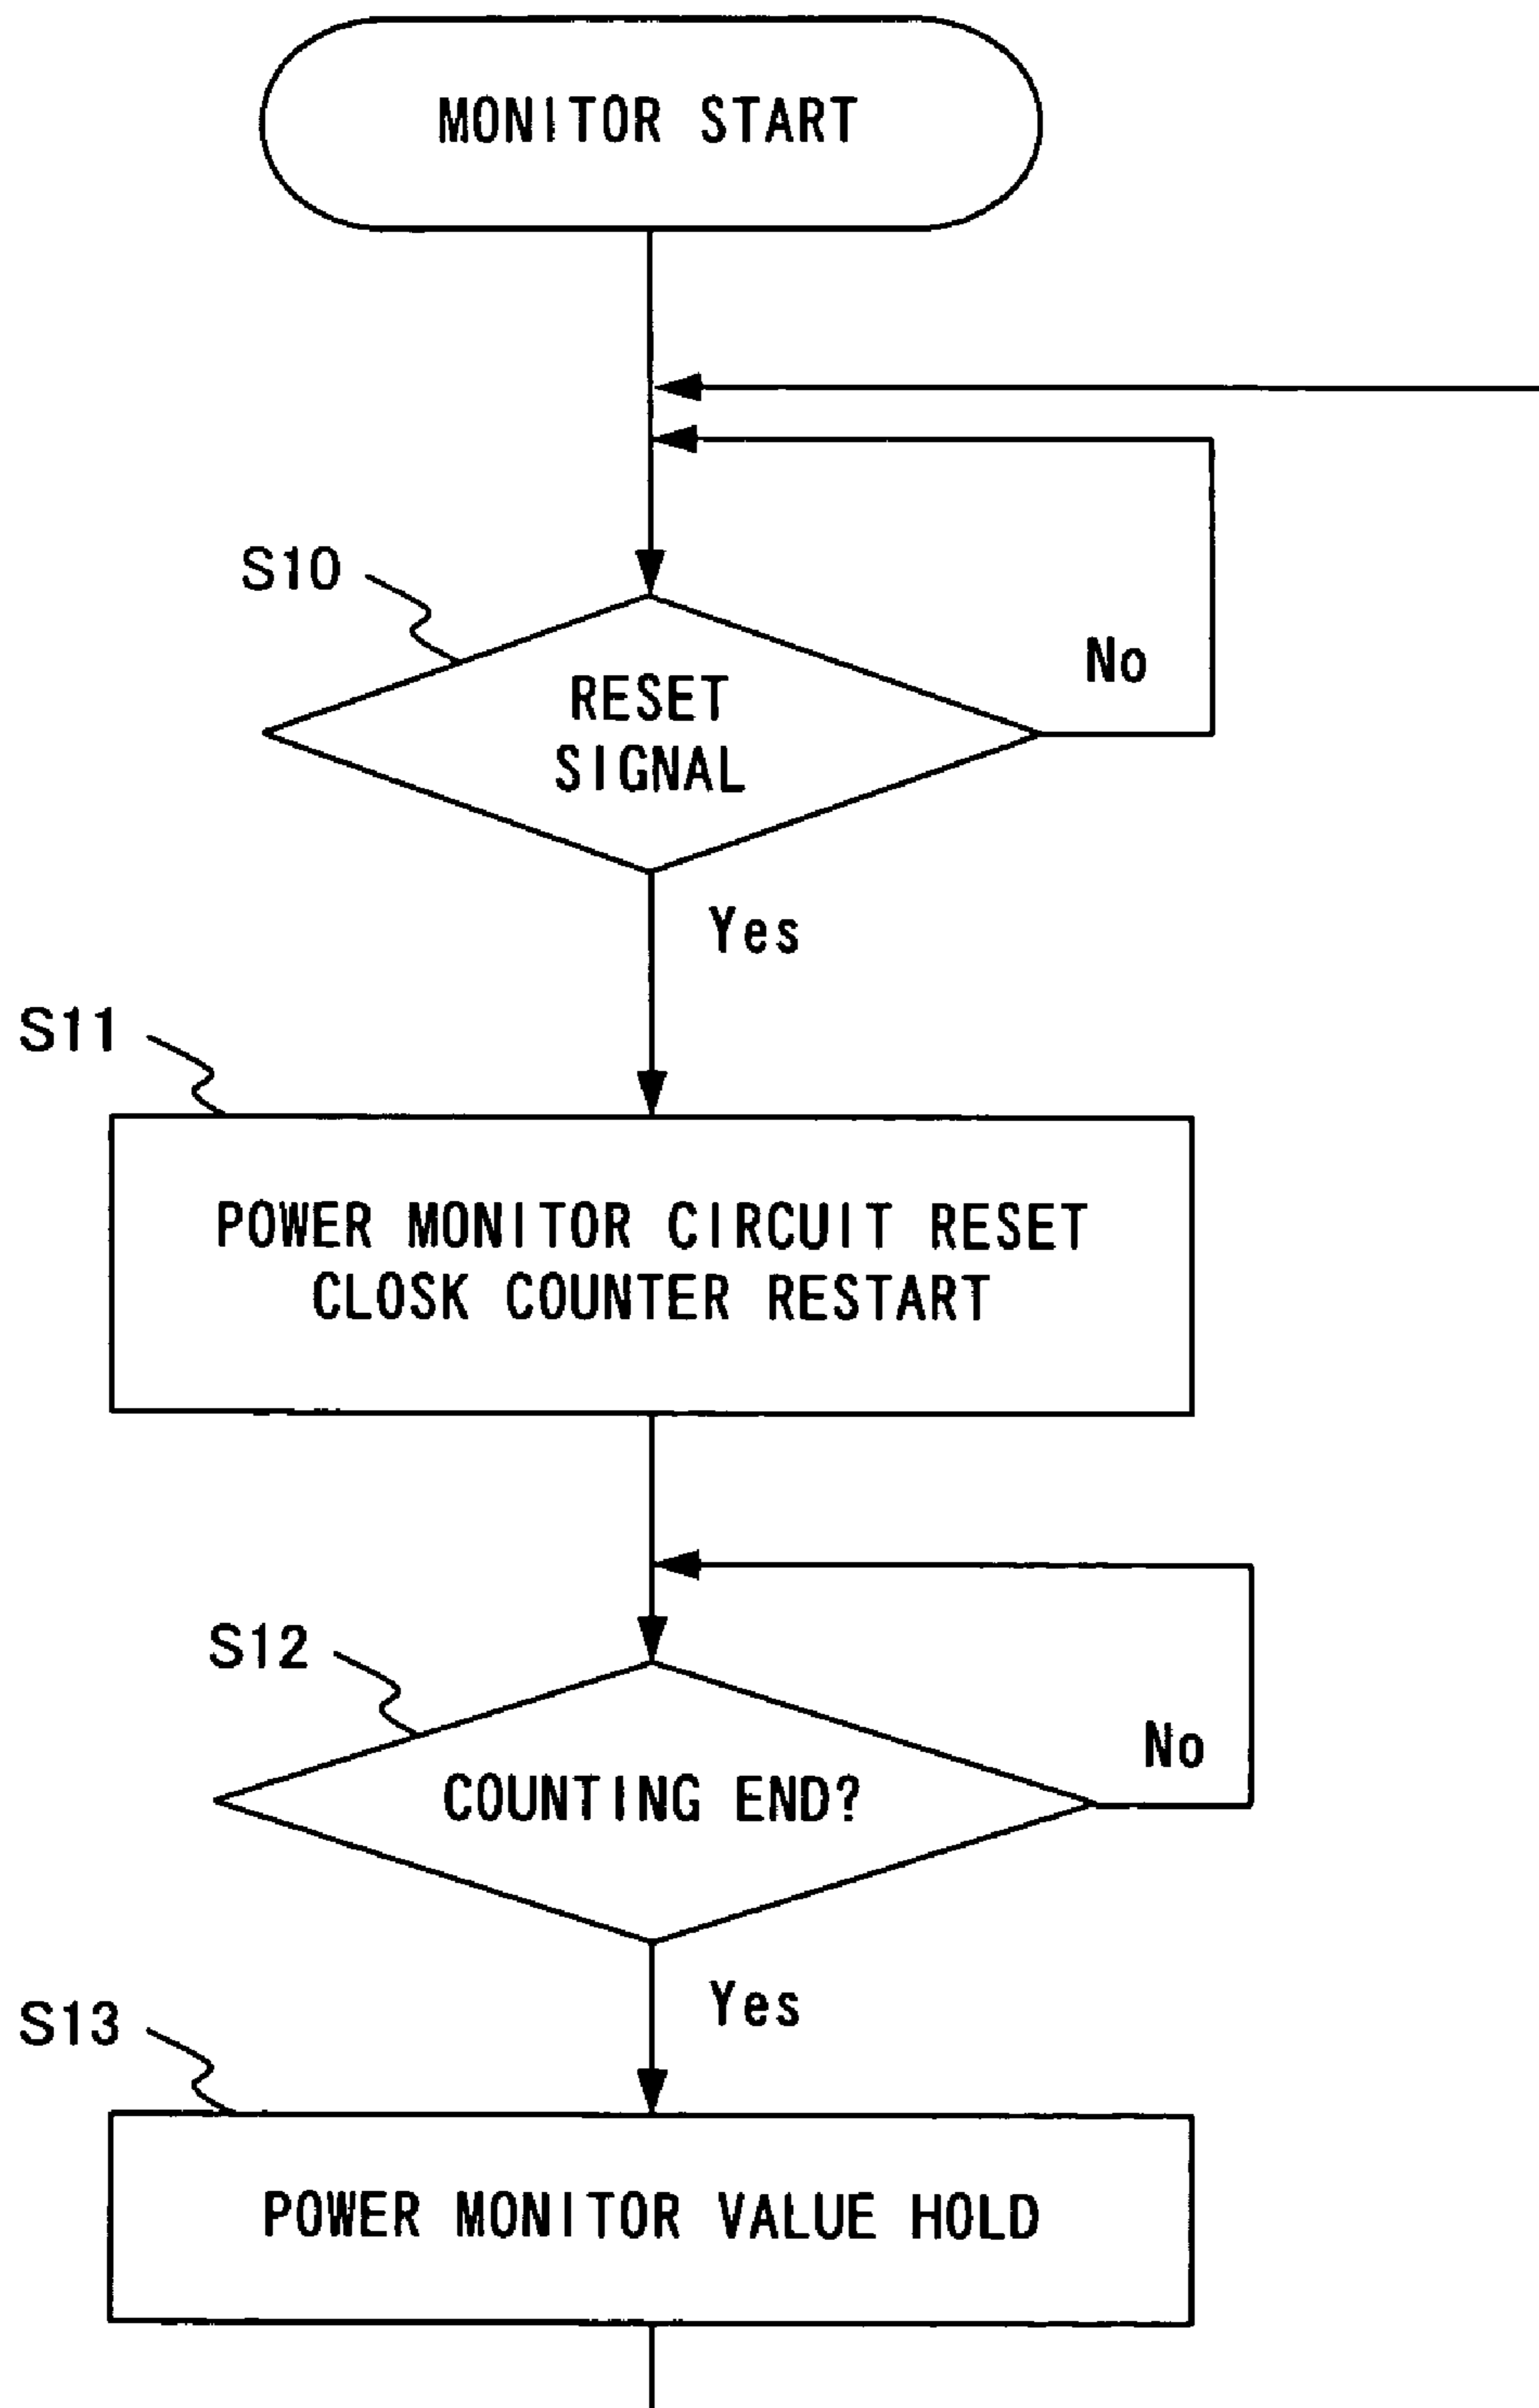 MONITOR START
S10
No
RESET
SIGNAL
Yes
S11
POWER MONITOR CIRCUIT RESET
CLOSK COUNTER RESTART
S12
No
COUNTING END?
Yes
S13
POWER MONITOR VALUE HOLD